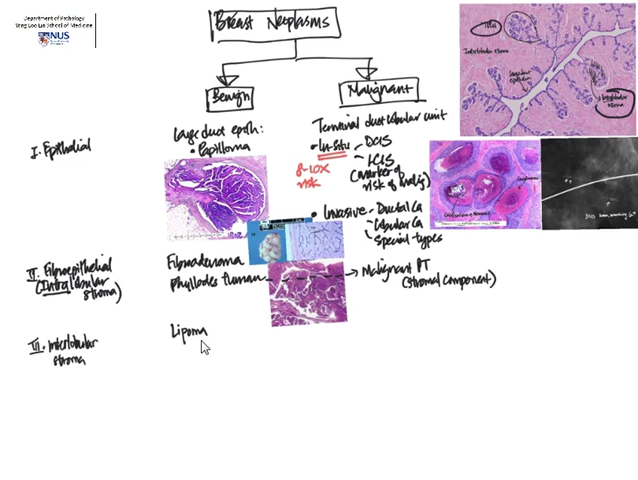 Department of Pathology
Yong Loo Lin School of Medicine
NUS
Breast Neoplasms
Benign
Malignant
TDLU
Interlobular stroma
Intralobular stroma
I. Epithelial
Large duct epith:
• Papilloma
Terminal duct lobular unit
• In-situ - DCIS
- LCIS
(marker of
risk of malig)
8-10X
risk
• Invasive - Ductal Ca
- Lobular Ca
- Special types
II. Fibroepithelial
(Intralobular
stroma)
Fibroadenoma
Phyllodes tumour
→ Malignant PT
(stromal component)
III. Interlobular
stroma
Lipoma